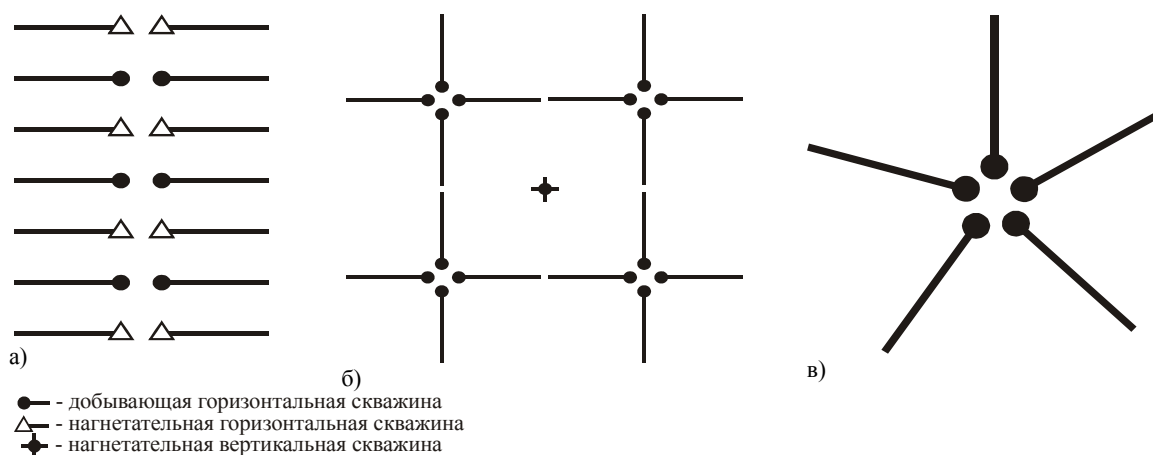 а)
б)
в)
- добывающая горизонтальная скважина
- нагнетательная горизонтальная скважина
- нагнетательная вертикальная скважина